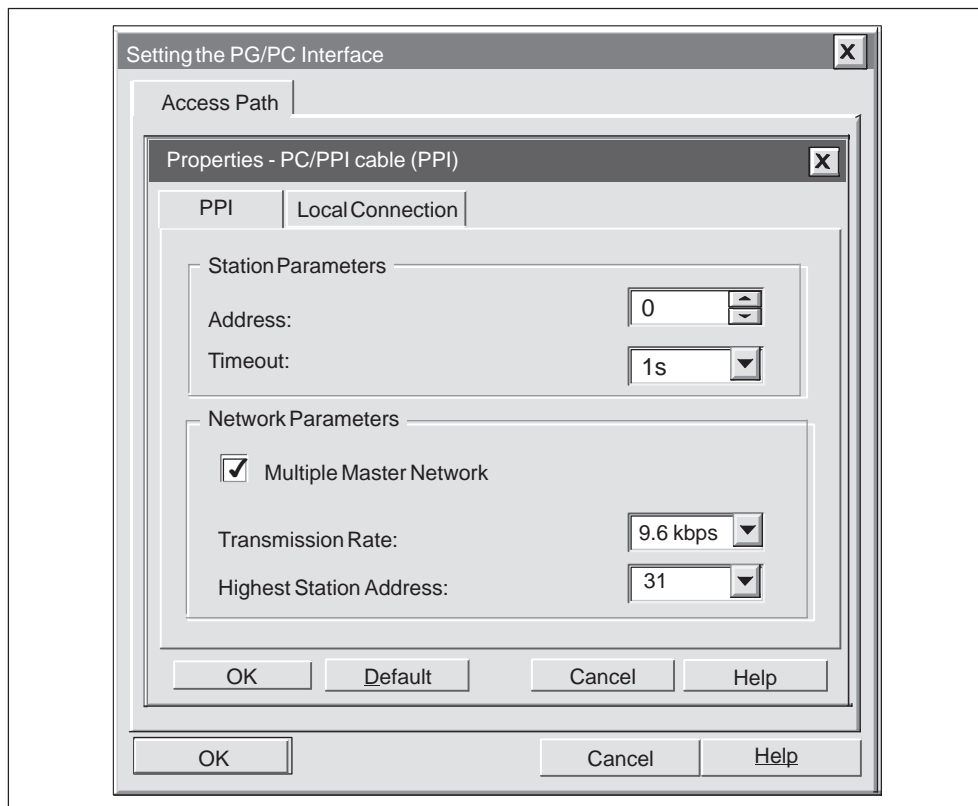 Setting the PG/PC Interface
X
Access Path
Properties - PC/PPI cable (PPI)
X
PPI
Local Connection
Station Parameters
Address:
0
Timeout:
1s
Network Parameters
Multiple Master Network
Transmission Rate:
9.6 kbps
Highest Station Address:
31
OK
Default
Cancel
Help
OK
Cancel
Help